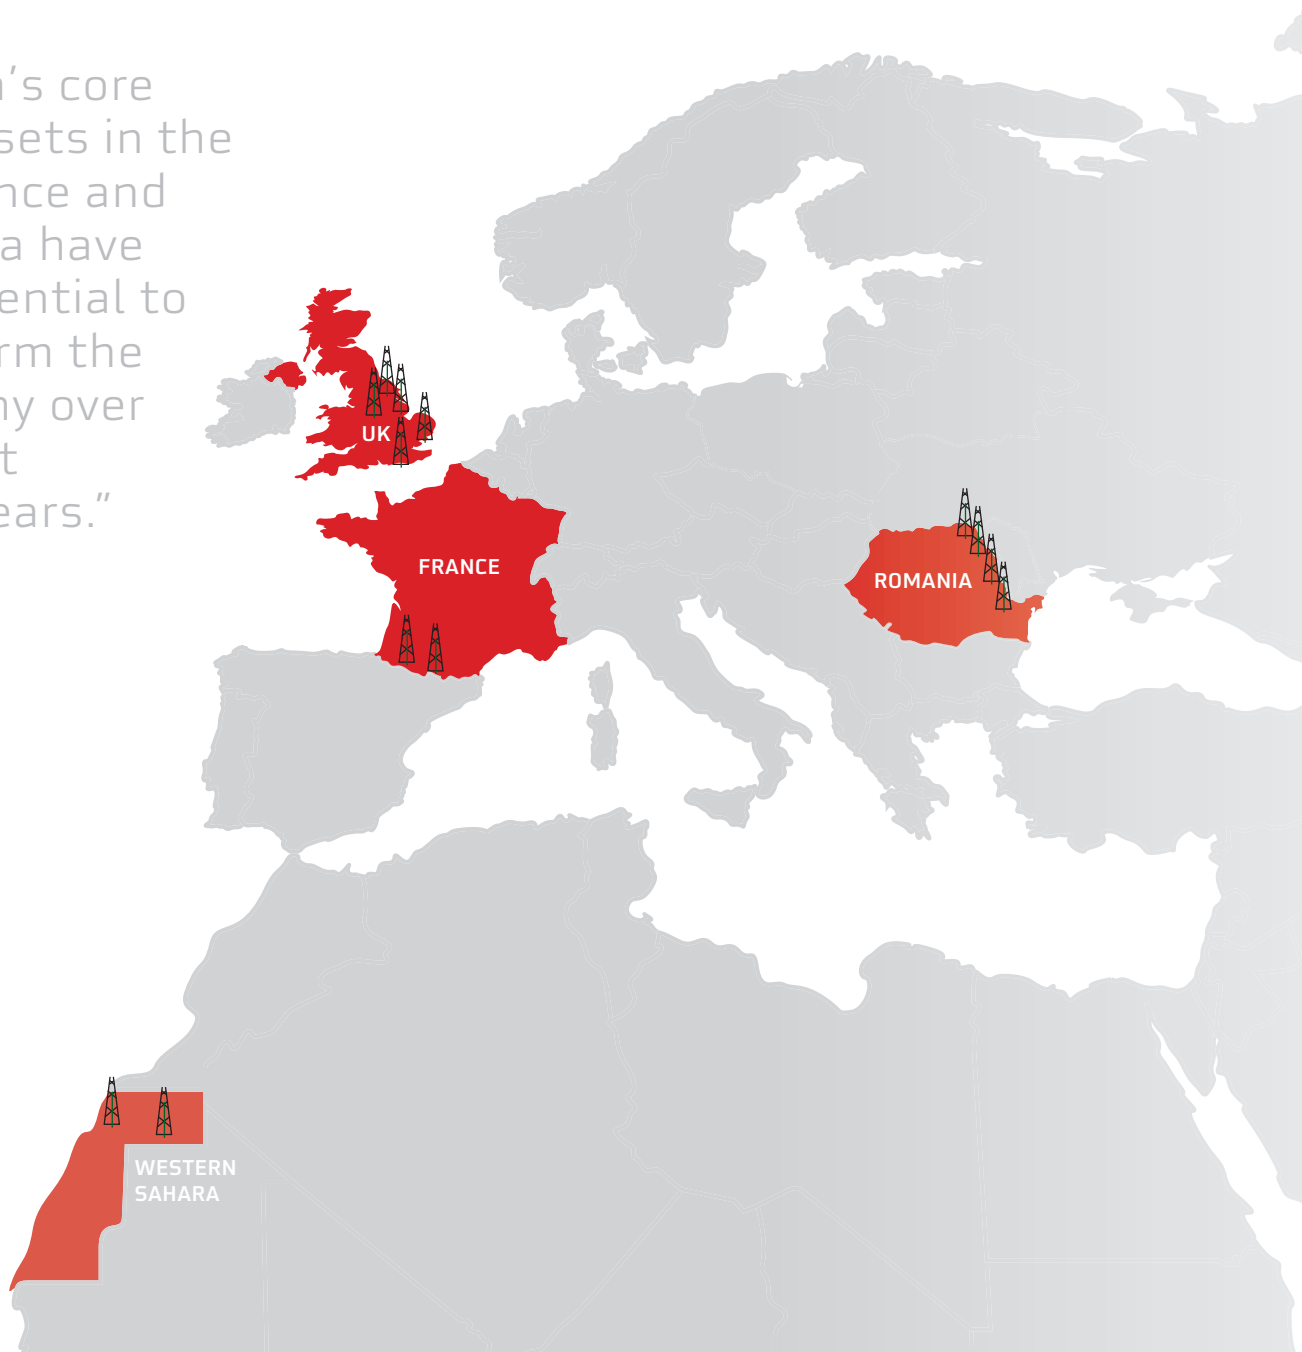 's core
sets in the
nce and
a have
ential to
rm the
ny over
t
ears.”
UK
FRANCE
ROMANIA
WESTERN
SAHARA